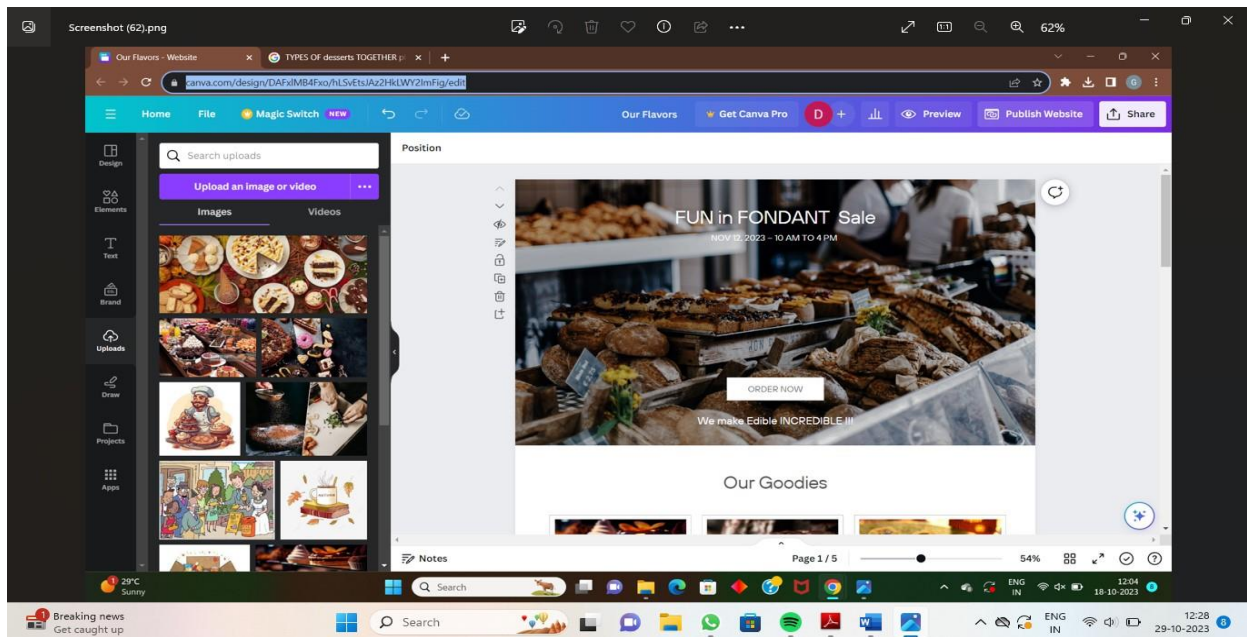 Screenshot (62).png
62%
Our Flavors - Website
TYPES OF desserts TOGETHER p
canva.com/design/DAFxlMB4Fxo/hLSvEtsJAz2HkLWY2ImFig/edit
G
Home File Magic Switch NEW Our Flavors Get Canva Pro D + Preview Publish Website Share
Design
Elements
Text
Brand
Uploads
Draw
Projects
Apps
Search uploads
Upload an image or video
Images Videos
Position
FUN in FONDANT Sale
NOV 12, 2023 – 10 AM TO 4 PM
ORDER NOW
We make Edible INCREDIBLE !!!
Our Goodies
Notes
Page 1 / 5
54%
29°C
Sunny
Search
ENG
IN
12:04
18-10-2023
Breaking news
Get caught up
Search
ENG
IN
12:28
29-10-2023